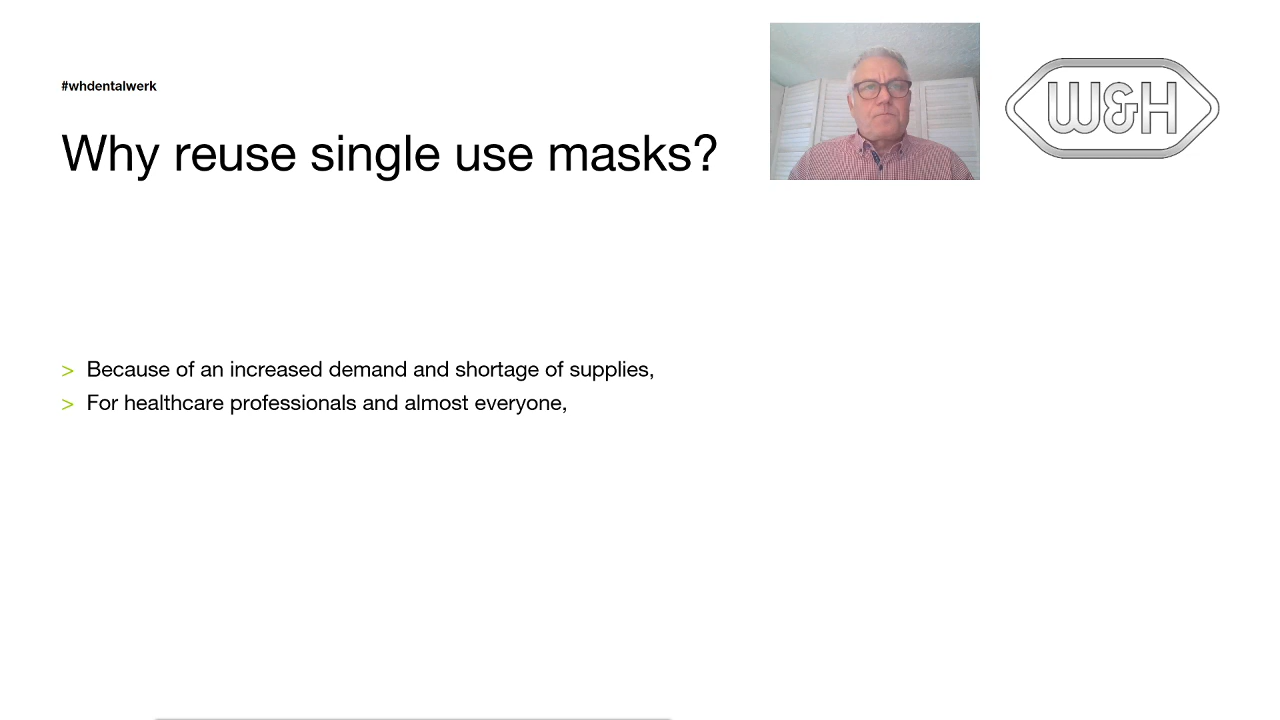 #whdentalwerk
W&H
Why reuse single use masks?
> Because of an increased demand and shortage of supplies,
> For healthcare professionals and almost everyone,